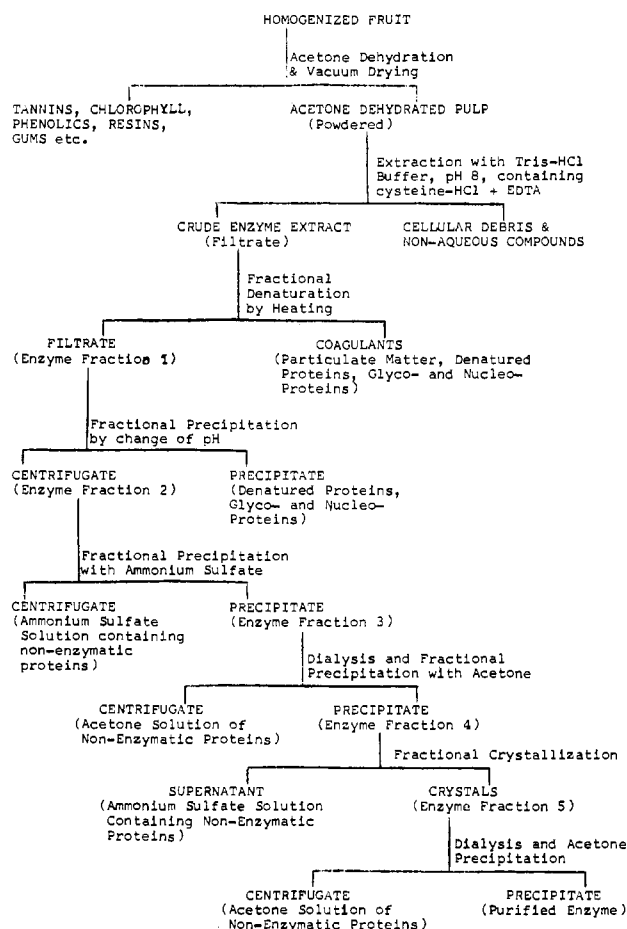 HOMOGENIZED FRUIT
Acetone Dehydration
& Vacuum Drying
TANNINS, CHLOROPHYLL,
PHENOLICS, RESINS,
GUMS etc.
ACETONE DEHYDRATED PULP
(Powdered)
Extraction with Tris-HCl
Buffer, pH 8, containing
cysteine-HCl + EDTA
CRUDE ENZYME EXTRACT
(Filtrate)
CELLULAR DEBRIS &
NON-AQUEOUS COMPOUNDS
Fractional
Denaturation
by Heating
FILTRATE
(Enzyme Fraction 1)
COAGULANTS
(Particulate Matter, Denatured
Proteins, Glyco- and Nucleo-
Proteins)
Fractional Precipitation
by change of pH
CENTRIFUGATE
(Enzyme Fraction 2)
PRECIPITATE
(Denatured Proteins,
Glyco- and Nucleo-
Proteins)
Fractional Precipitation
with Ammonium Sulfate
CENTRIFUGATE
(Ammonium Sulfate
Solution containing
non-enzymatic
proteins)
PRECIPITATE
(Enzyme Fraction 3)
Dialysis and Fractional
Precipitation with Acetone
CENTRIFUGATE
(Acetone Solution of
Non-Enzymatic Proteins)
PRECIPITATE
(Enzyme Fraction 4)
Fractional Crystallization
SUPERNATANT
(Ammonium Sulfate Solution
Containing Non-Enzymatic
Proteins)
CRYSTALS
(Enzyme Fraction 5)
Dialysis and Acetone
Precipitation
CENTRIFUGATE
(Acetone Solution of
Non-Enzymatic Proteins)
PRECIPITATE
(Purified Enzyme)